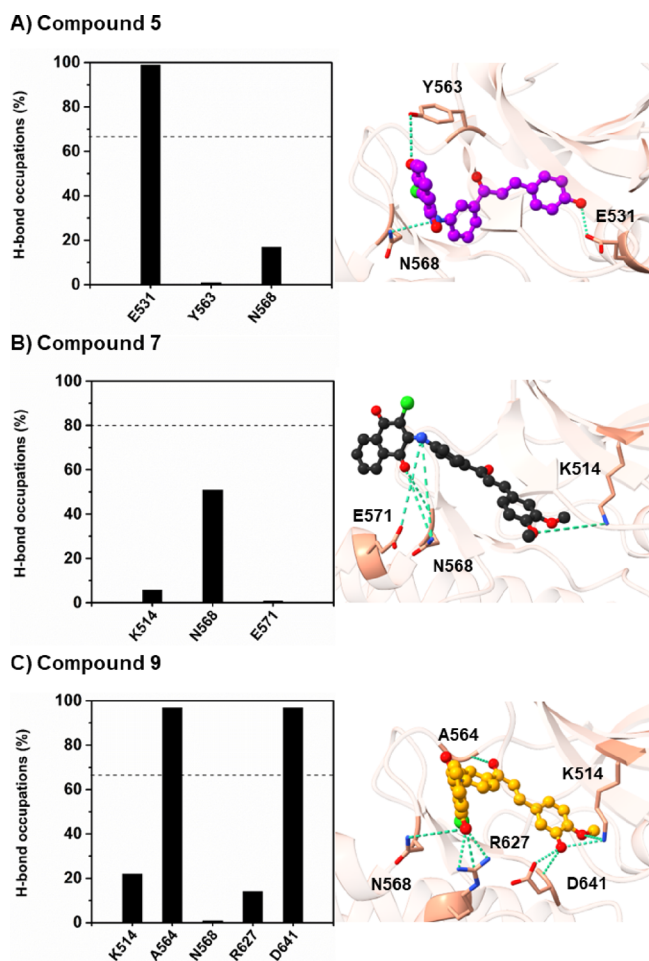 A) Compound 5
H-bond occupations (%)
100
80
60
40
20
0
E531
Y563
N568
Y563
E531
N568
B) Compound 7
H-bond occupations (%)
100
80
60
40
20
0
K514
N568
E571
K514
E571
N568
C) Compound 9
H-bond occupations (%)
100
80
60
40
20
0
K514
A564
N568
R627
D641
A564
K514
R627
N568
D641